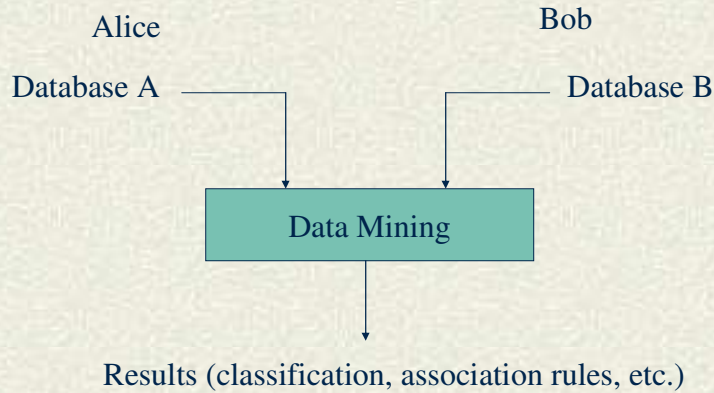 Alice
Bob
Database A
Database B
Data Mining
Results (classification, association rules, etc.)